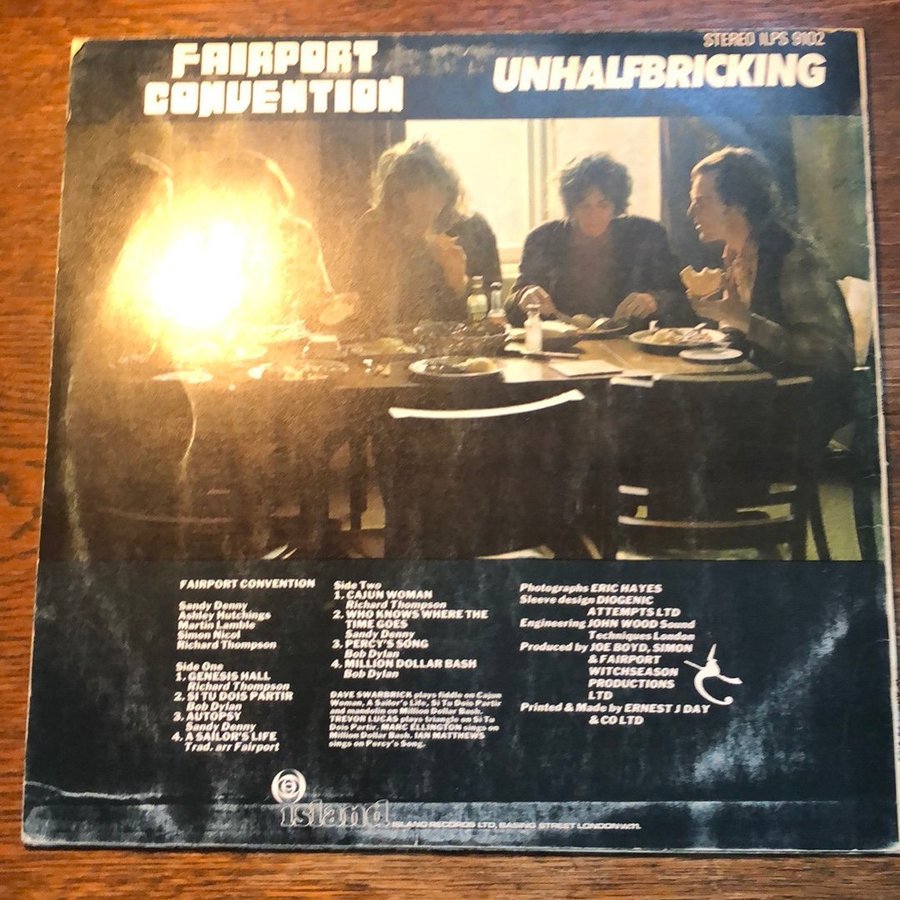 STEREO ILPS 9102
FAIRPORT
CONVENTION
UNHALFBRICKING
FAIRPORT CONVENTION
Sandy Denny
Ashley Hutchings
Martin Lamble
Simon Nicol
Richard Thompson
Side One
1. GENESIS HALL
Richard Thompson
2. SI TU DOIS PARTIR
Bob Dylan
3. AUTOPSY
Sandy Denny
4. A SAILOR'S LIFE
Trad. arr Fairport
Side Two
1. CAJUN WOMAN
Richard Thompson
2. WHO KNOWS WHERE THE
TIME GOES
Sandy Denny
3. PERCY'S SONG
Bob Dylan
4. MILLION DOLLAR BASH
Bob Dylan
DAVE SWARBRICK plays fiddle on Cajun
Woman, A Sailor's Life, Si Tu Dois Partir
and mandolin on Million Dollar Bash.
TREVOR LUCAS plays triangle on Si Tu
Dois Partir. MARC ELLINGTON sings on
Million Dollar Bash. IAN MATTHEWS
sings on Percy's Song.
Photographs ERIC HAYES
Sleeve design DIOGENIC
ATTEMPTS LTD
Engineering JOHN WOOD Sound
Techniques London
Produced by JOE BOYD, SIMON
& FAIRPORT
WITCHSEASON
PRODUCTIONS
LTD
Printed & Made by ERNEST J DAY
& CO LTD
island
ISLAND RECORDS LTD, BASING STREET LONDON W.11.